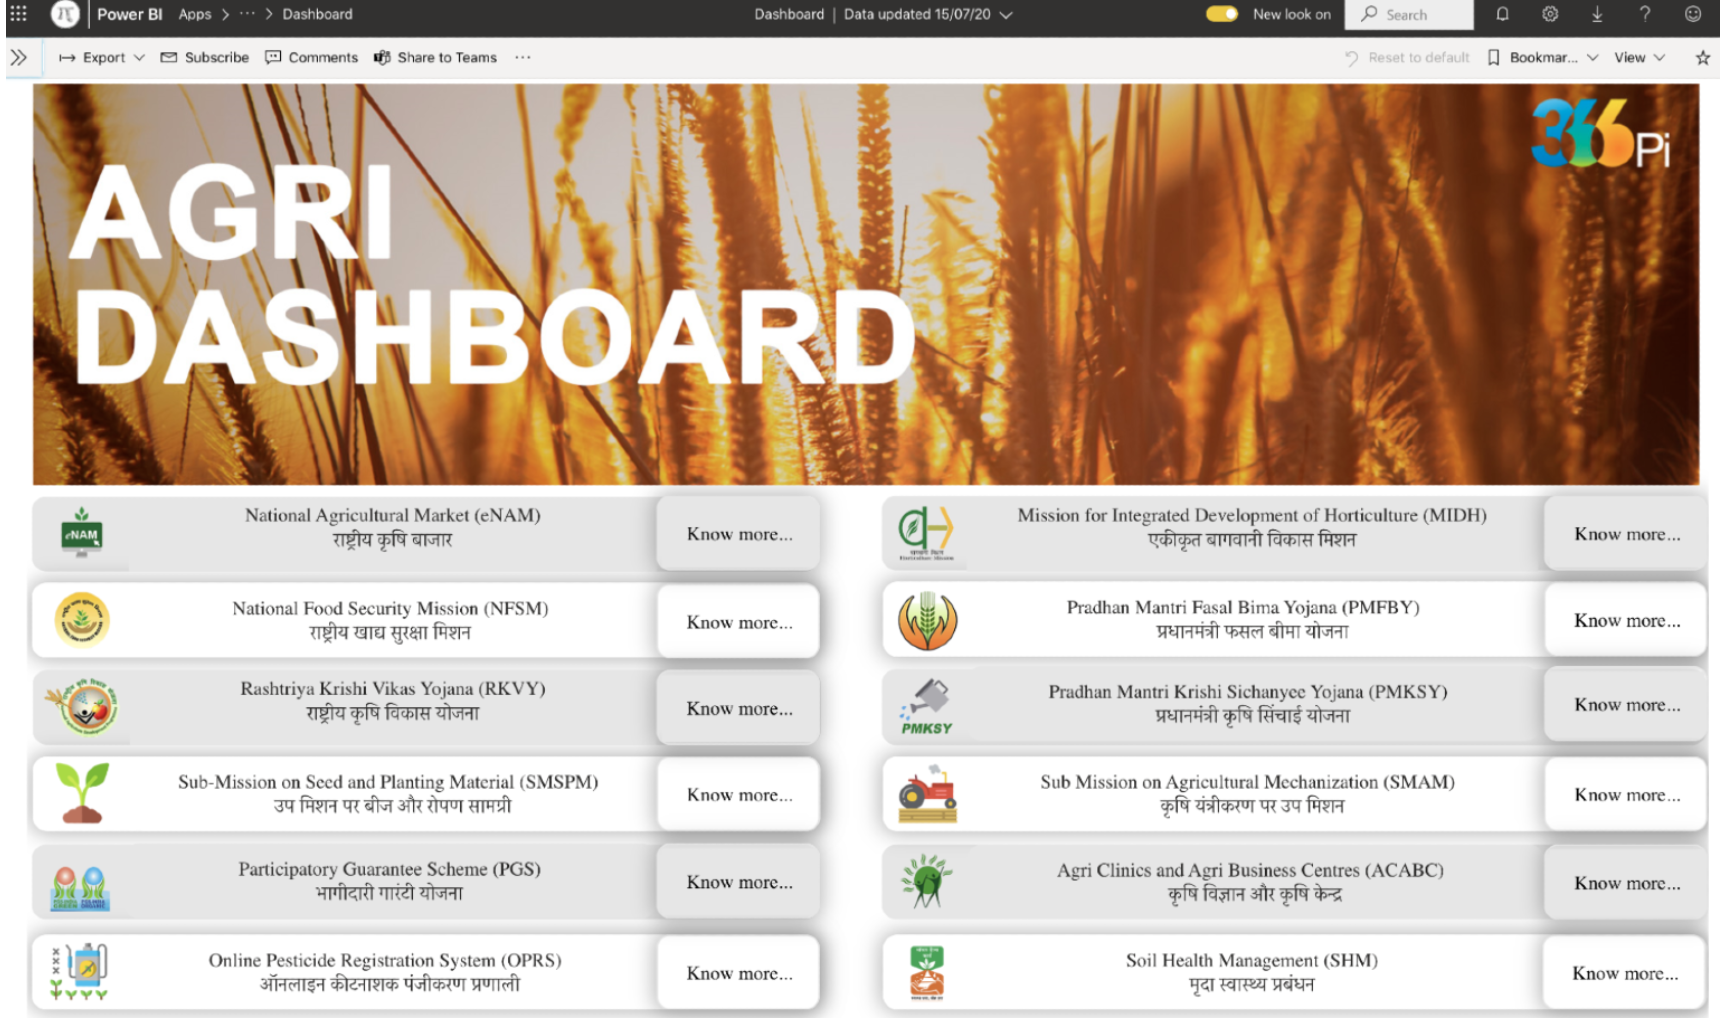 Power BI Apps > ··· > Dashboard
Dashboard | Data updated 15/07/20
New look on
Search
Export
Subscribe
Comments
Share to Teams
···
Reset to default
Bookmar...
View
366Pi
AGRI
DASHBOARD
eNAM
National Agricultural Market (eNAM)
राष्ट्रीय कृषि बाजार
Know more...
Mission for Integrated Development of Horticulture (MIDH)
एकीकृत बागवानी विकास मिशन
Know more...
National Food Security Mission (NFSM)
राष्ट्रीय खाद्य सुरक्षा मिशन
Know more...
Pradhan Mantri Fasal Bima Yojana (PMFBY)
प्रधानमंत्री फसल बीमा योजना
Know more...
Rashtriya Krishi Vikas Yojana (RKVY)
राष्ट्रीय कृषि विकास योजना
Know more...
PMKSY
Pradhan Mantri Krishi Sichanyee Yojana (PMKSY)
प्रधानमंत्री कृषि सिंचाई योजना
Know more...
Sub-Mission on Seed and Planting Material (SMSPM)
उप मिशन पर बीज और रोपण सामग्री
Know more...
Sub Mission on Agricultural Mechanization (SMAM)
कृषि यंत्रीकरण पर उप मिशन
Know more...
Participatory Guarantee Scheme (PGS)
भागीदारी गारंटी योजना
Know more...
Agri Clinics and Agri Business Centres (ACABC)
कृषि विज्ञान और कृषि केन्द्र
Know more...
Online Pesticide Registration System (OPRS)
ऑनलाइन कीटनाशक पंजीकरण प्रणाली
Know more...
Soil Health Management (SHM)
मृदा स्वास्थ्य प्रबंधन
Know more...